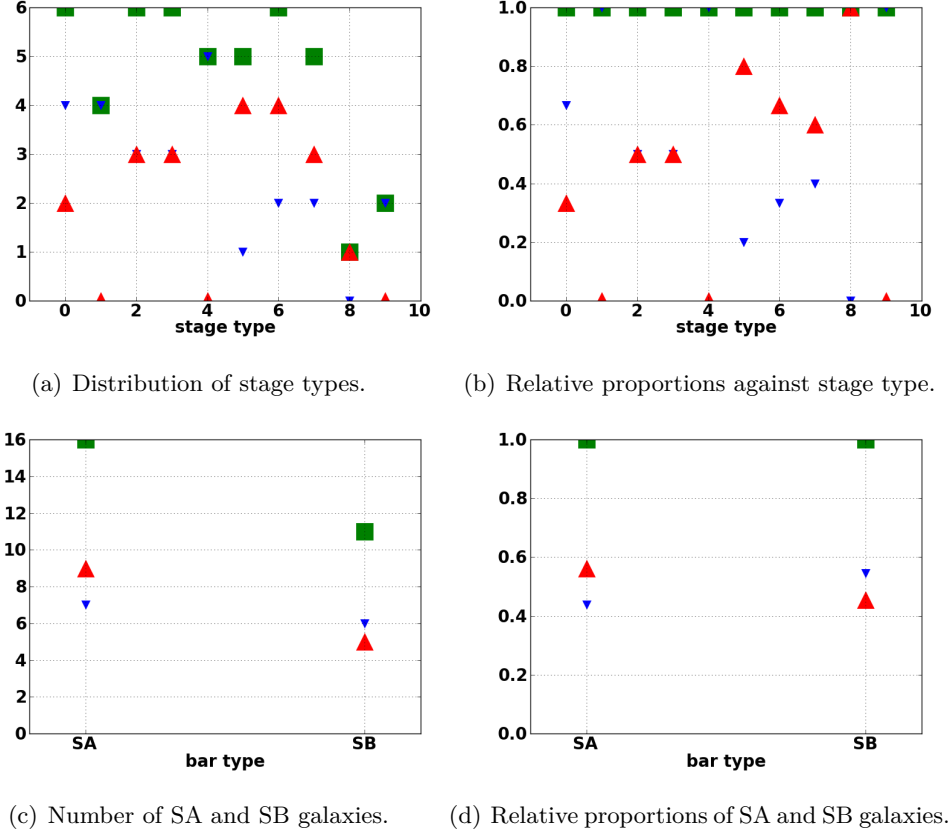 6
5
4
3
2
1
0
0 2 4 6 8 10
stage type
1.0
0.8
0.6
0.4
0.2
0.0
0 2 4 6 8 10
stage type
(a) Distribution of stage types.
(b) Relative proportions against stage type.
16
14
12
10
8
6
4
2
0
SA SB
bar type
1.0
0.8
0.6
0.4
0.2
0.0
SA SB
bar type
(c) Number of SA and SB galaxies.
(d) Relative proportions of SA and SB galaxies.